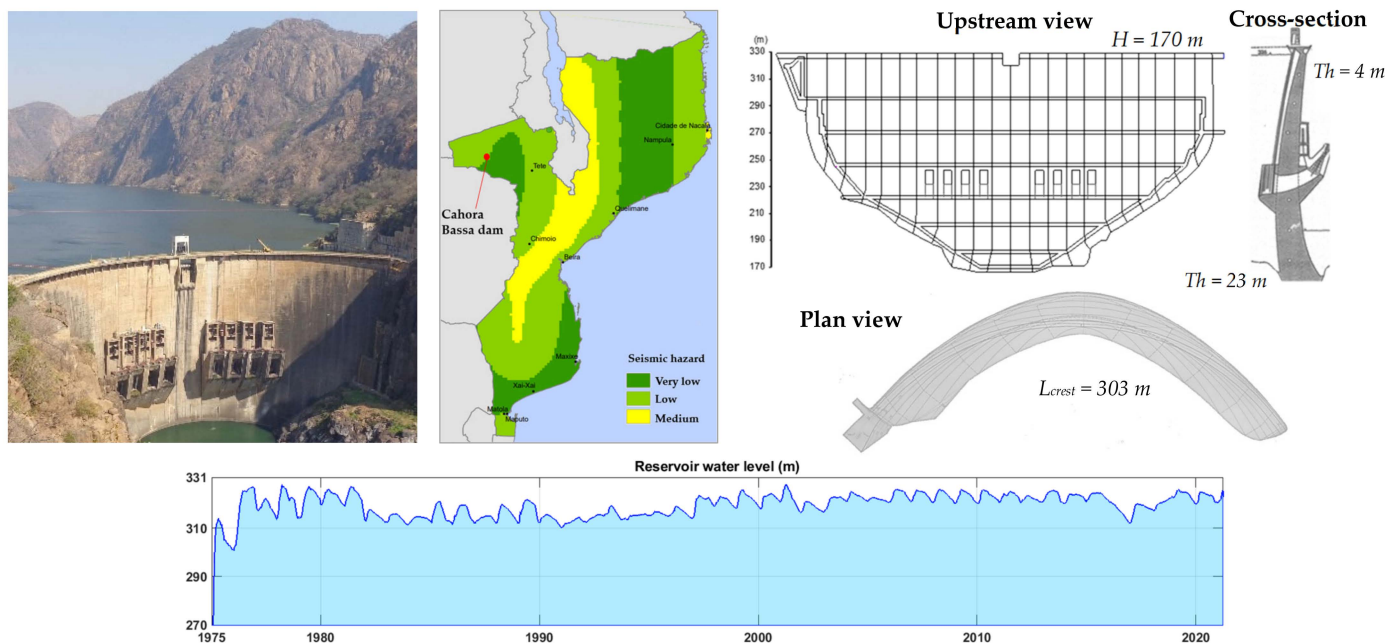 Cidade de Nacala
Nampula
Tete
Cahora
Bassa dam
Quelimane
Chimoio
Beira
Maxixe
Xai-Xai
Matola
Maputo
Seismic hazard
Very low
Low
Medium
Upstream view
Cross-section
(m)
H = 170 m
330
310
290
270
250
230
210
190
170
Th = 4 m
Th = 23 m
Plan view
Lcrest = 303 m
Reservoir water level (m)
331
310
290
270
1975
1980
1990
2000
2010
2020